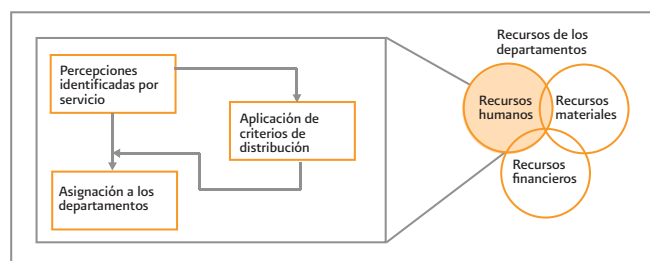 Percepciones
identificadas por
servicio
Aplicación de
criterios de
distribución
Asignación a los
departamentos
Recursos de los
departamentos
Recursos
humanos
Recursos
materiales
Recursos
financieros